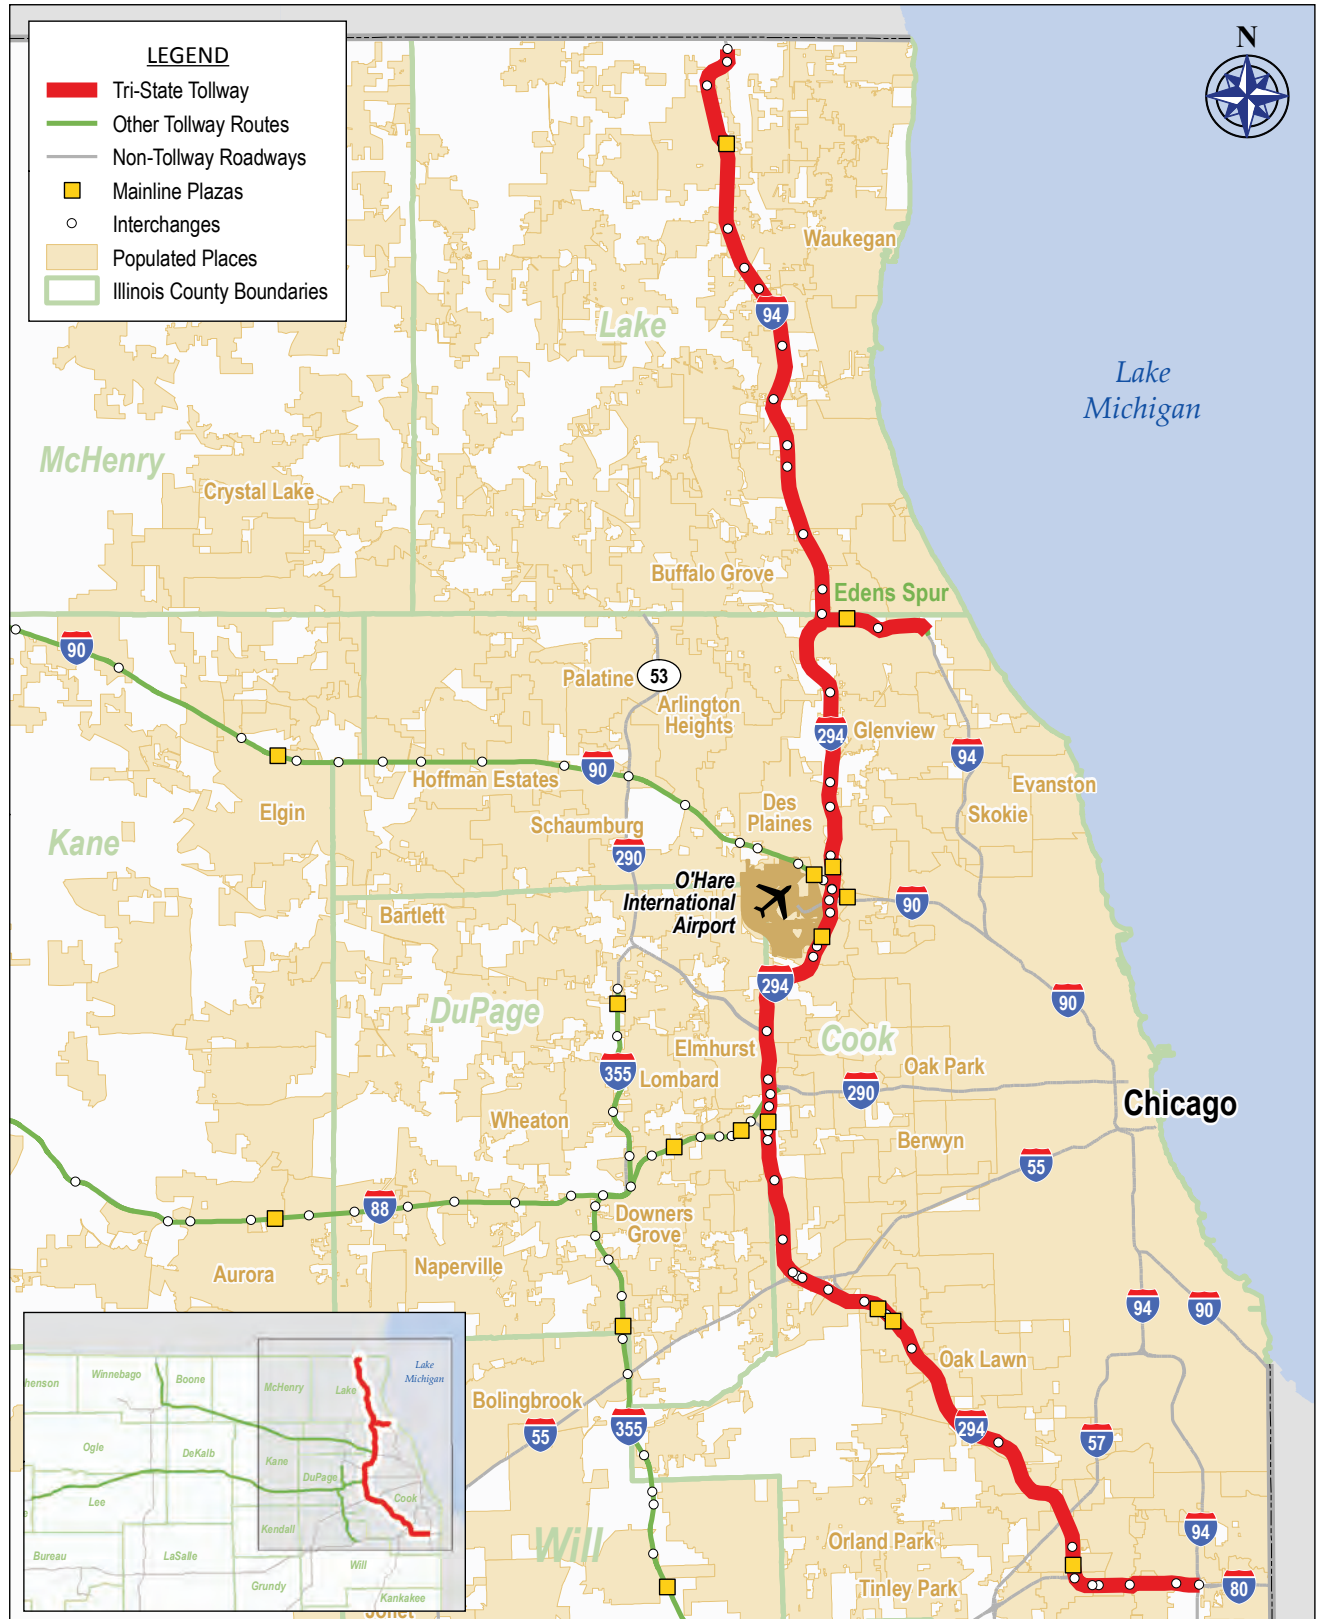 LEGEND
Tri-State Tollway
Other Tollway Routes
Non-Tollway Roadways
Mainline Plazas
Interchanges
Populated Places
Illinois County Boundaries
N
Waukegan
94
Lake
Lake
Michigan
McHenry
Crystal Lake
Buffalo Grove
Edens Spur
90
Palatine
53
Arlington
Heights
294
Glenview
94
Hoffman Estates
90
Evanston
Elgin
Des
Plaines
Skokie
Schaumburg
Kane
290
O'Hare
International
Airport
90
Bartlett
294
90
DuPage
Cook
Elmhurst
Oak Park
355
Lombard
290
Chicago
Wheaton
Berwyn
55
88
Downers
Grove
Naperville
Aurora
94
90
Oak Lawn
Bolingbrook
55
355
294
57
Will
Orland Park
94
Tinley Park
80
Lake
Michigan
henson
Winnebago
Boone
McHenry
Lake
Ogle
DeKalb
Kane
DuPage
Lee
Cook
Kendall
Bureau
LaSalle
Will
Grundy
Kankakee